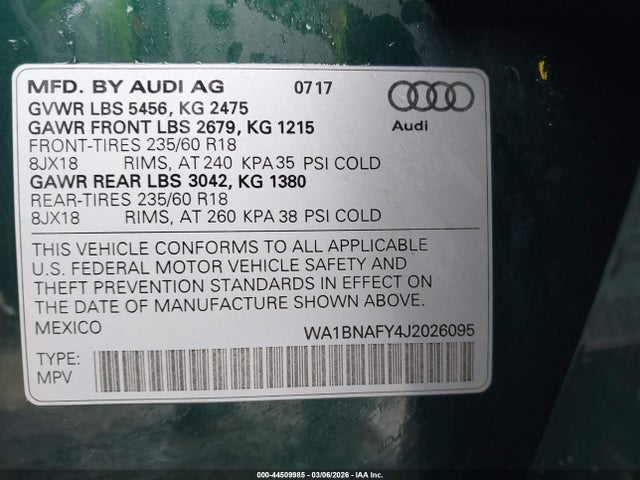 MFD. BY AUDI AG 07 17
GVWR LBS 5456, KG 2475
GAWR FRONT LBS 2679, KG 1215
FRONT-TIRES 235/60 R18
8JX18 RIMS, AT 240 KPA 35 PSI COLD
GAWR REAR LBS 3042, KG 1380
REAR-TIRES 235/60 R18
8JX18 RIMS, AT 260 KPA 38 PSI COLD
Audi
THIS VEHICLE CONFORMS TO ALL APPLICABLE
U.S. FEDERAL MOTOR VEHICLE SAFETY AND
THEFT PREVENTION STANDARDS IN EFFECT ON
THE DATE OF MANUFACTURE SHOWN ABOVE.
MEXICO WA1BNAFY4J2026095
TYPE:
MPV
000-44509985 - 03/06/2026 - IAA Inc.